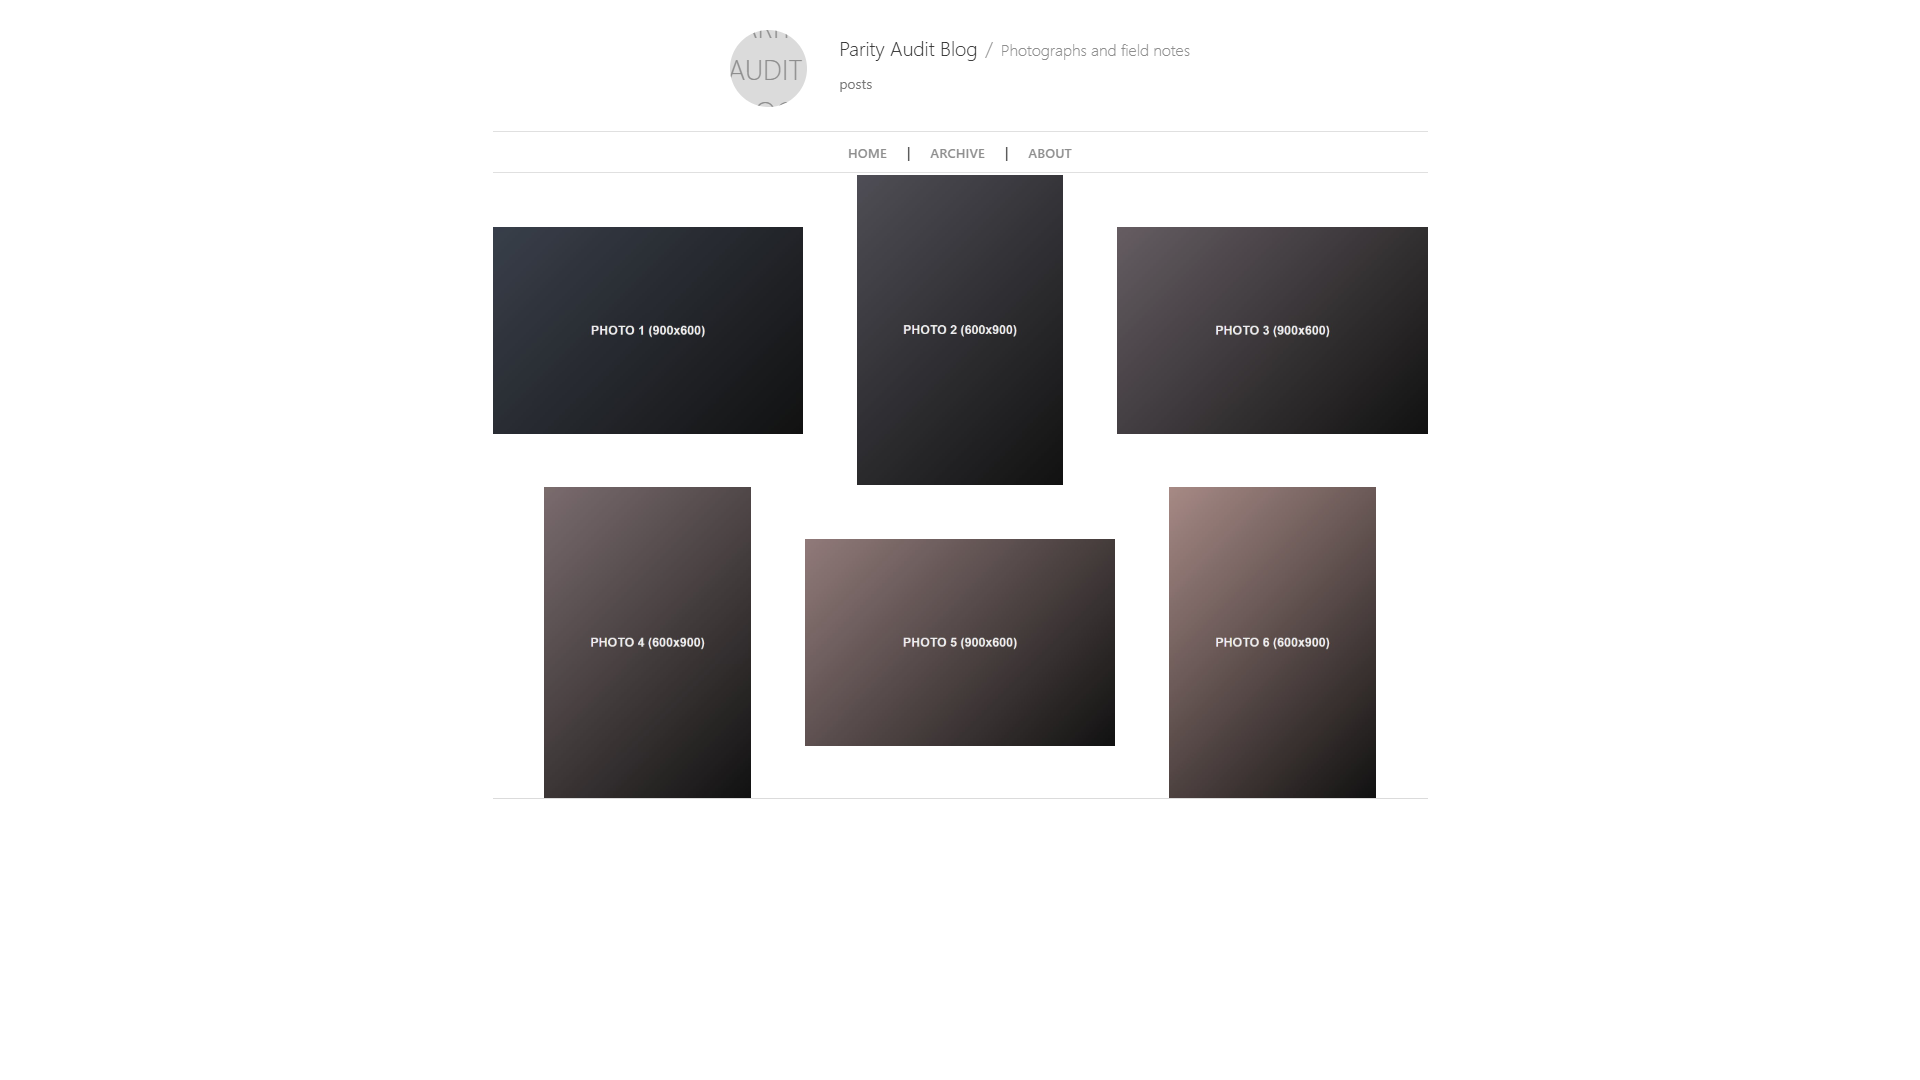 AUDIT
Parity Audit Blog / Photographs and field notes
posts
HOME | ARCHIVE | ABOUT
PHOTO 1 (900x600)
PHOTO 2 (600x900)
PHOTO 3 (900x600)
PHOTO 4 (600x900)
PHOTO 5 (900x600)
PHOTO 6 (600x900)